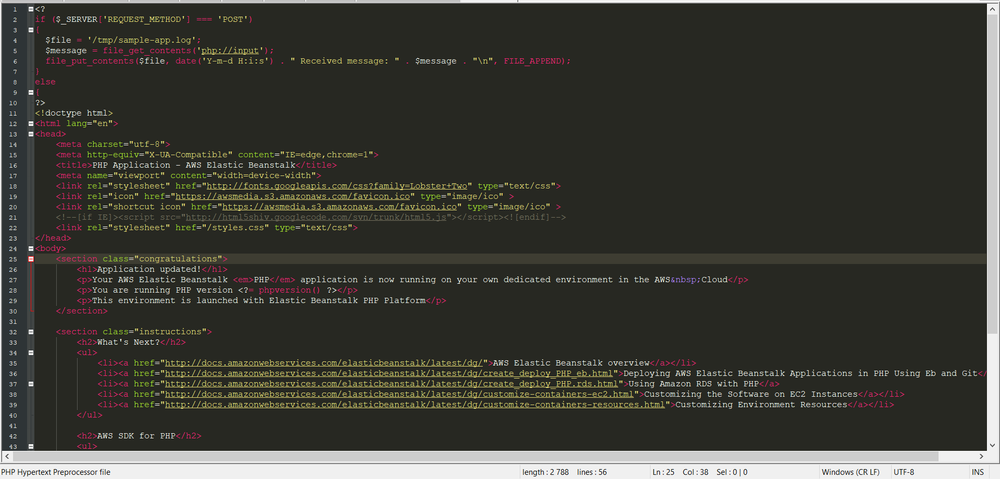 1 <?
2 if ($_SERVER['REQUEST_METHOD'] === 'POST')
3 {
4   $file = '/tmp/sample-app.log';
5   $message = file_get_contents('php://input');
6   file_put_contents($file, date('Y-m-d H:i:s') . " Received message: " . $message . "\n", FILE_APPEND);
7 }
8 else
9 {
10 ?>
11 <!doctype html>
12 <html lang="en">
13 <head>
14     <meta charset="utf-8">
15     <meta http-equiv="X-UA-Compatible" content="IE=edge,chrome=1">
16     <title>PHP Application - AWS Elastic Beanstalk</title>
17     <meta name="viewport" content="width=device-width">
18     <link rel="stylesheet" href="http://fonts.googleapis.com/css?family=Lobster+Two" type="text/css">
19     <link rel="icon" href="https://awsmedia.s3.amazonaws.com/favicon.ico" type="image/ico" >
20     <link rel="shortcut icon" href="https://awsmedia.s3.amazonaws.com/favicon.ico" type="image/ico" >
21     <!--[if IE]><script src="http://html5shiv.googlecode.com/svn/trunk/html5.js"></script><![endif]-->
22     <link rel="stylesheet" href="/styles.css" type="text/css">
23 </head>
24 <body>
25     <section class="congratulations">
26         <h1>Application updated!</h1>
27         <p>Your AWS Elastic Beanstalk <em>PHP</em> application is now running on your own dedicated environment in the AWS&nbsp;Cloud</p>
28         <p>You are running PHP version <?= phpversion() ?></p>
29         <p>This environment is launched with Elastic Beanstalk PHP Platform</p>
30     </section>
31
32     <section class="instructions">
33         <h2>What's Next?</h2>
34         <ul>
35             <li><a href="http://docs.amazonwebservices.com/elasticbeanstalk/latest/dg/">AWS Elastic Beanstalk overview</a></li>
36             <li><a href="http://docs.amazonwebservices.com/elasticbeanstalk/latest/dg/create_deploy_PHP_eb.html">Deploying AWS Elastic Beanstalk Applications in PHP Using Eb and Git</
37             <li><a href="http://docs.amazonwebservices.com/elasticbeanstalk/latest/dg/create_deploy_PHP.rds.html">Using Amazon RDS with PHP</a>
38             <li><a href="http://docs.amazonwebservices.com/elasticbeanstalk/latest/dg/customize-containers-ec2.html">Customizing the Software on EC2 Instances</a></li>
39             <li><a href="http://docs.amazonwebservices.com/elasticbeanstalk/latest/dg/customize-containers-resources.html">Customizing Environment Resources</a></li>
40         </ul>
41
42         <h2>AWS SDK for PHP</h2>
43         <ul>
PHP Hypertext Preprocessor file length : 2 788 lines : 56 Ln : 25 Col : 38 Sel : 0 | 0 Windows (CR LF) UTF-8 INS